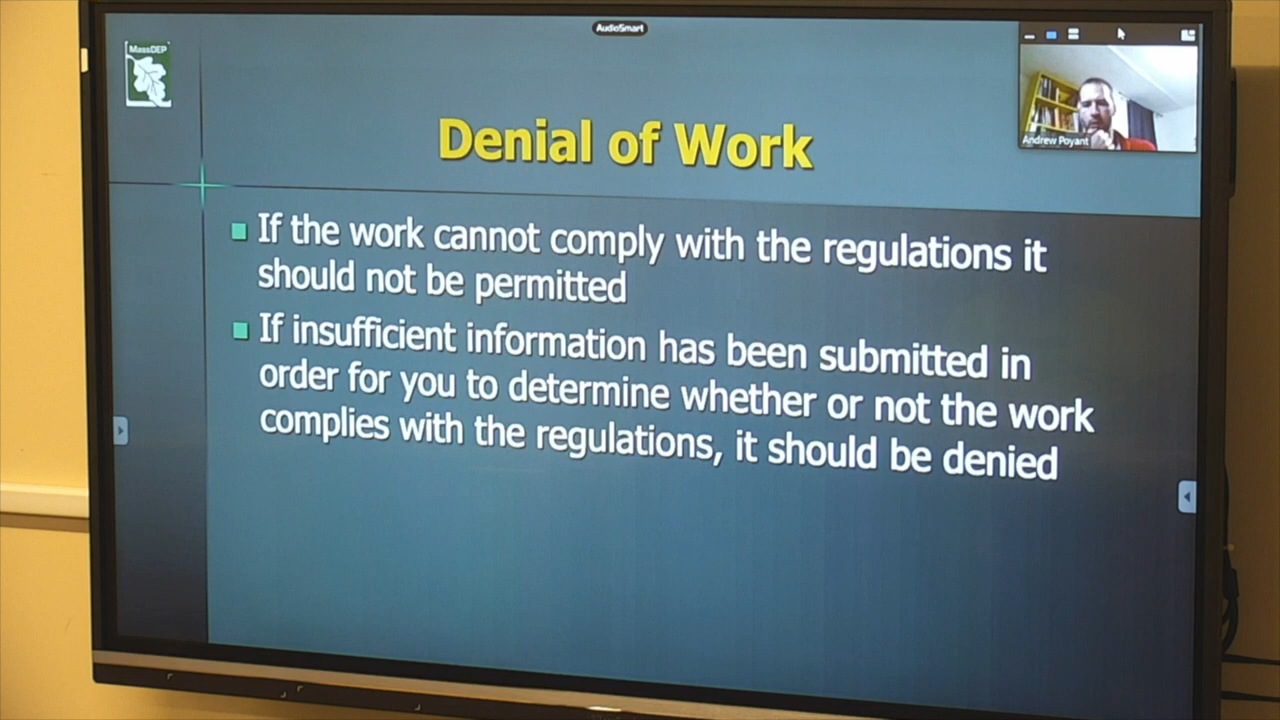 AudioSmart
MassDEP
Andrew Poyant
Denial of Work
If the work cannot comply with the regulations it
should not be permitted
If insufficient information has been submitted in
order for you to determine whether or not the work
complies with the regulations, it should be denied